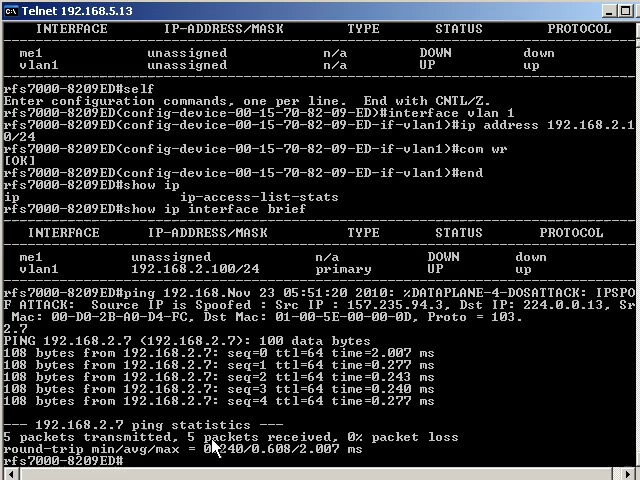 Telnet 192.168.5.13
INTERFACE IP-ADDRESS/MASK TYPE STATUS PROTOCOL
me1 unassigned n/a DOWN down
vlan1 unassigned n/a UP up
rfs7000-8209ED#self
Enter configuration commands, one per line. End with CNTL/Z.
rfs7000-8209ED(config-device-00-15-70-82-09-ED)#interface vlan 1
rfs7000-8209ED(config-device-00-15-70-82-09-ED-if-vlan1)#ip address 192.168.2.10
0/24
rfs7000-8209ED(config-device-00-15-70-82-09-ED-if-vlan1)#com wr
[OK]
rfs7000-8209ED(config-device-00-15-70-82-09-ED-if-vlan1)#end
rfs7000-8209ED#show ip
ip ip-access-list-stats
rfs7000-8209ED#show ip interface brief
INTERFACE IP-ADDRESS/MASK TYPE STATUS PROTOCOL
me1 unassigned n/a DOWN down
vlan1 192.168.2.100/24 primary UP up
rfs7000-8209ED#ping 192.168.Nov 23 05:51:20 2010: %DATAPLANE-4-DOSATTACK: IPSPOO
F ATTACK: Source IP is Spoofed : Src IP : 157.235.94.3, Dst IP: 224.0.0.13, Sr
Mac: 00-D0-2B-A0-D4-FC, Dst Mac: 01-00-5E-00-00-0D, Proto = 103.
2.7
PING 192.168.2.7 (192.168.2.7): 100 data bytes
108 bytes from 192.168.2.7: seq=0 ttl=64 time=2.007 ms
108 bytes from 192.168.2.7: seq=1 ttl=64 time=0.277 ms
108 bytes from 192.168.2.7: seq=2 ttl=64 time=0.243 ms
108 bytes from 192.168.2.7: seq=3 ttl=64 time=0.240 ms
108 bytes from 192.168.2.7: seq=4 ttl=64 time=0.277 ms
--- 192.168.2.7 ping statistics ---
5 packets transmitted, 5 packets received, 0% packet loss
round-trip min/avg/max = 0.240/0.608/2.007 ms
rfs7000-8209ED#